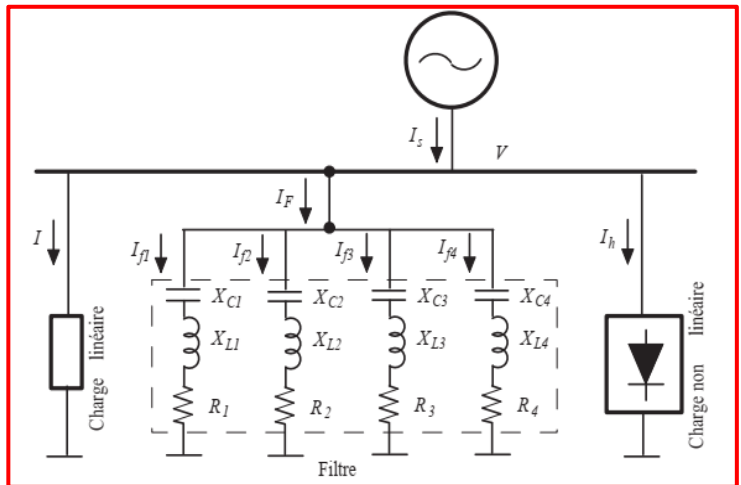 I_s
V
I_F
I
I_f1
I_f2
I_f3
I_f4
I_h
X_C1
X_C2
X_C3
X_C4
X_L1
X_L2
X_L3
X_L4
R_1
R_2
R_3
R_4
Charge linéaire
Charge non linéaire
Filtre